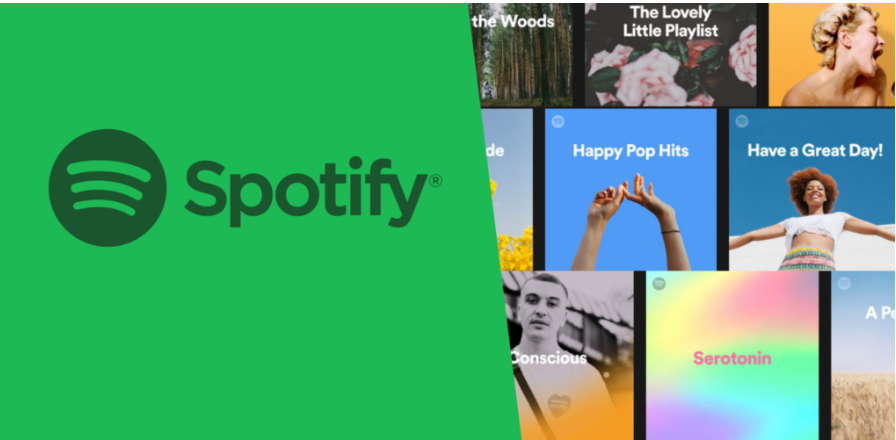 Spotify®
the Woods
The Lovely
Little Playlist
de
Happy Pop Hits
Have a Great Day!
Conscious
Serotonin
A Pe